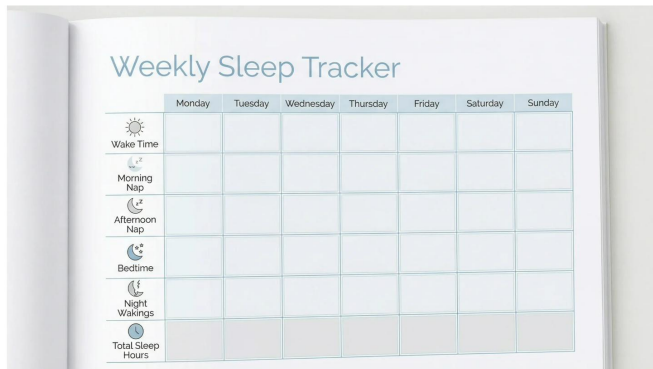 Weekly Sleep Tracker
Monday Tuesday Wednesday Thursday Friday Saturday Sunday
Wake Time
Morning
Nap
Afternoon
Nap
Bedtime
Night
Wakings
Total Sleep
Hours